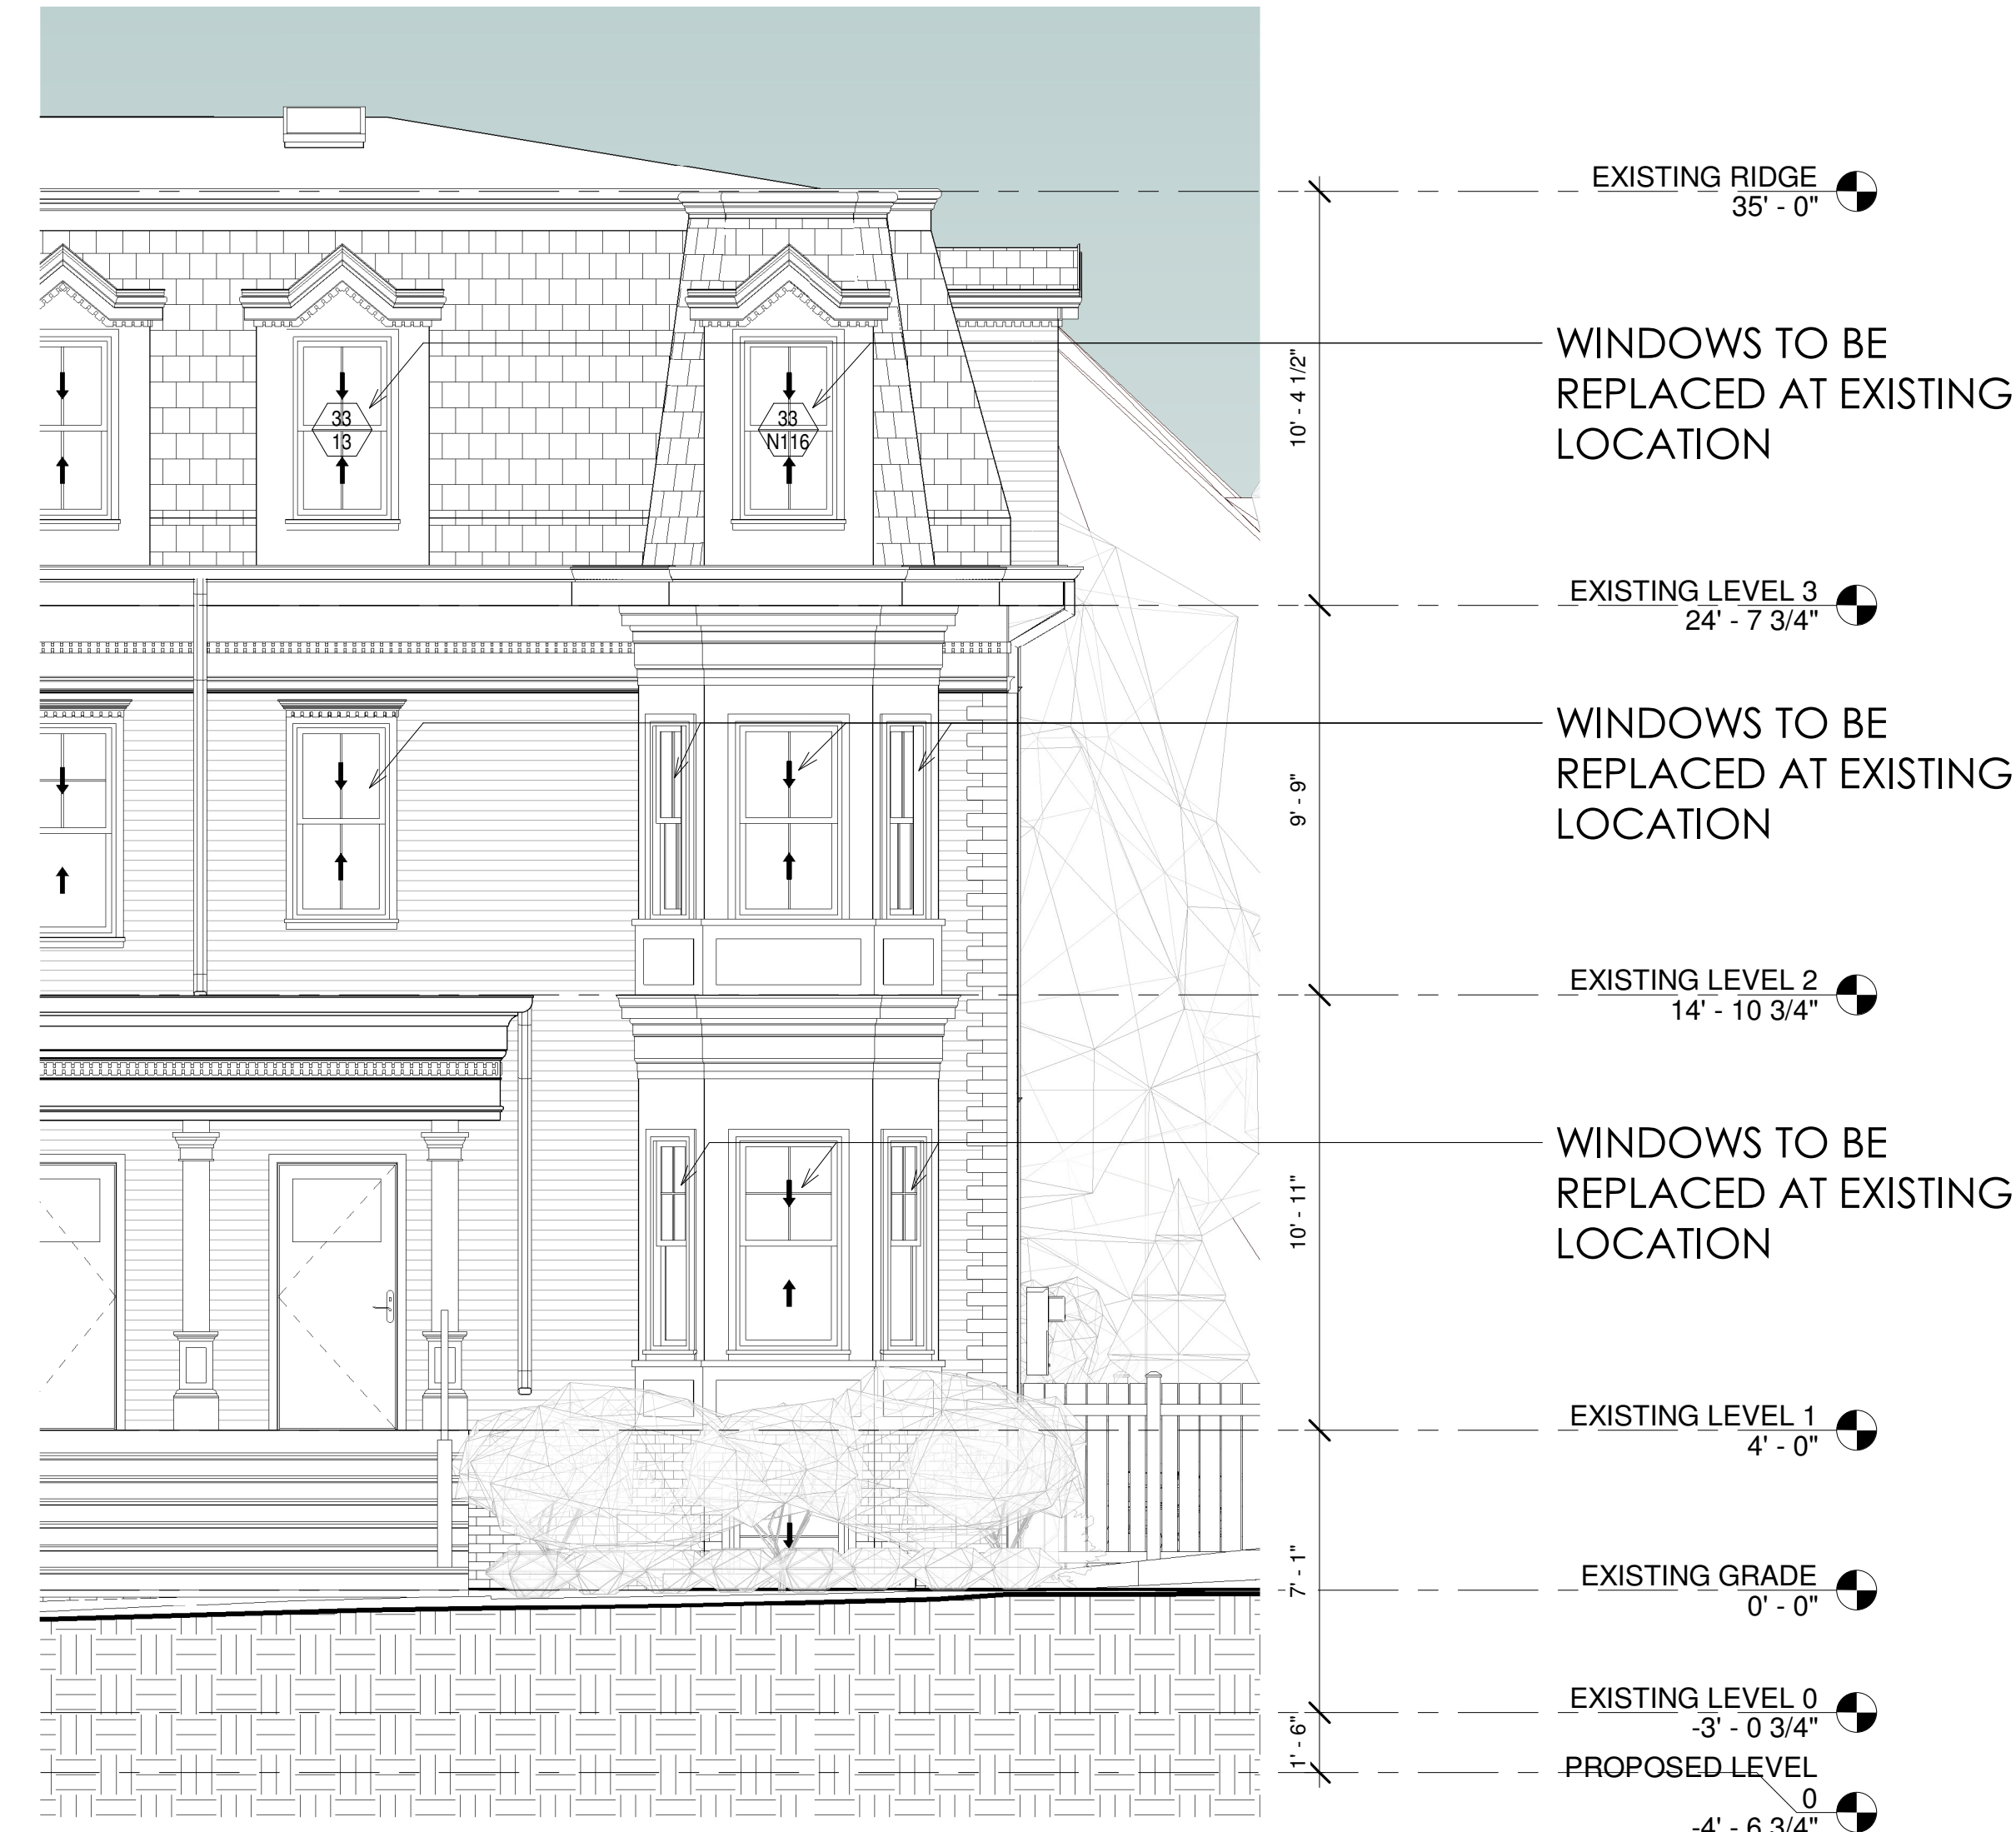 EXISTING RIDGE
35' - 0"
WINDOWS TO BE
REPLACED AT EXISTING
LOCATION
10' - 4 1/2"
33
13
33
N116
EXISTING LEVEL 3
24' - 7 3/4"
WINDOWS TO BE
REPLACED AT EXISTING
LOCATION
9' - 9"
EXISTING LEVEL 2
14' - 10 3/4"
WINDOWS TO BE
REPLACED AT EXISTING
LOCATION
10' - 11"
EXISTING LEVEL 1
4' - 0"
7' - 1"
EXISTING GRADE
0' - 0"
EXISTING LEVEL 0
-3' - 0 3/4"
1' - 6"
PROPOSED LEVEL
0
-4' - 6 3/4"